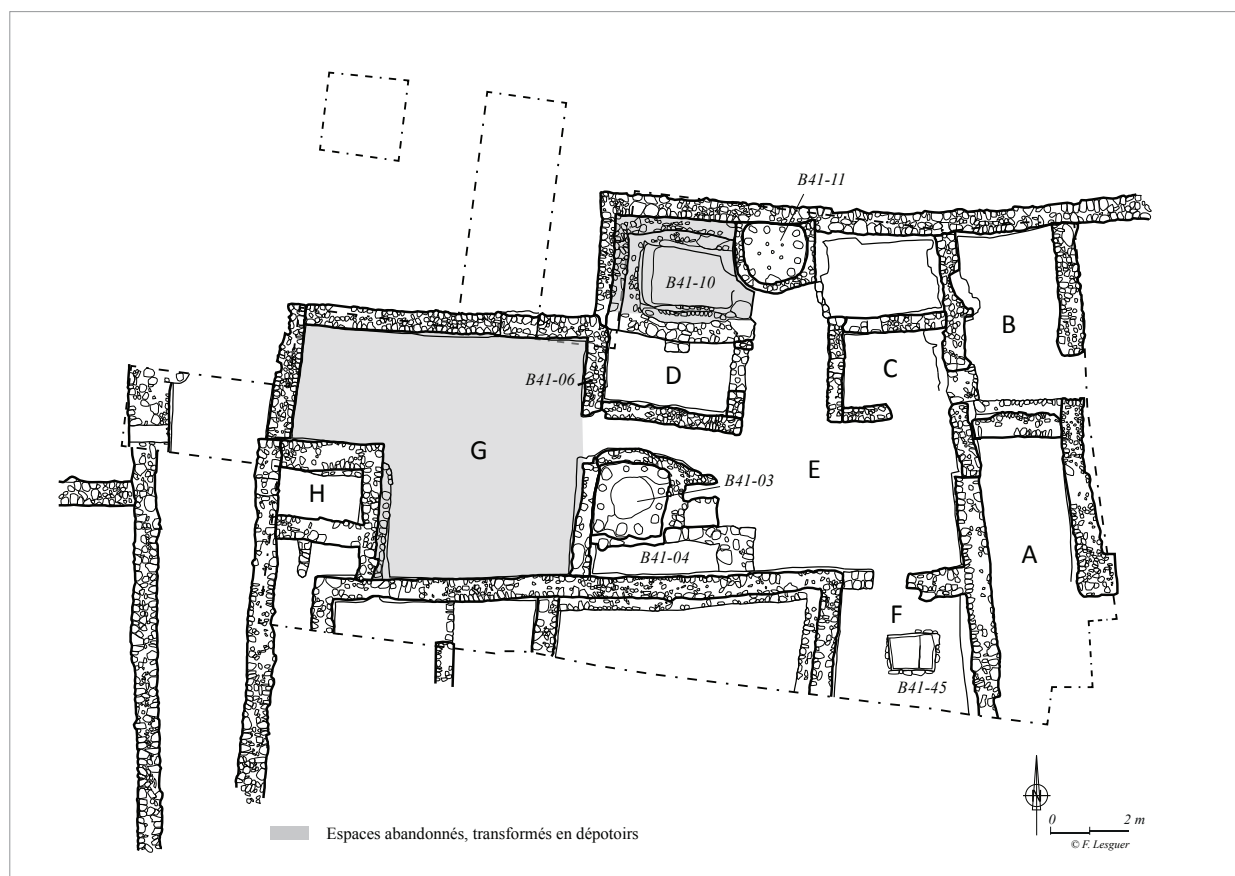 B41-11
B41-10
B
B41-06
D
C
G
E
H
B41-03
B41-04
A
F
B41-45
N
0 2 m
© F. Lesguer
Espaces abandonnés, transformés en dépotoirs